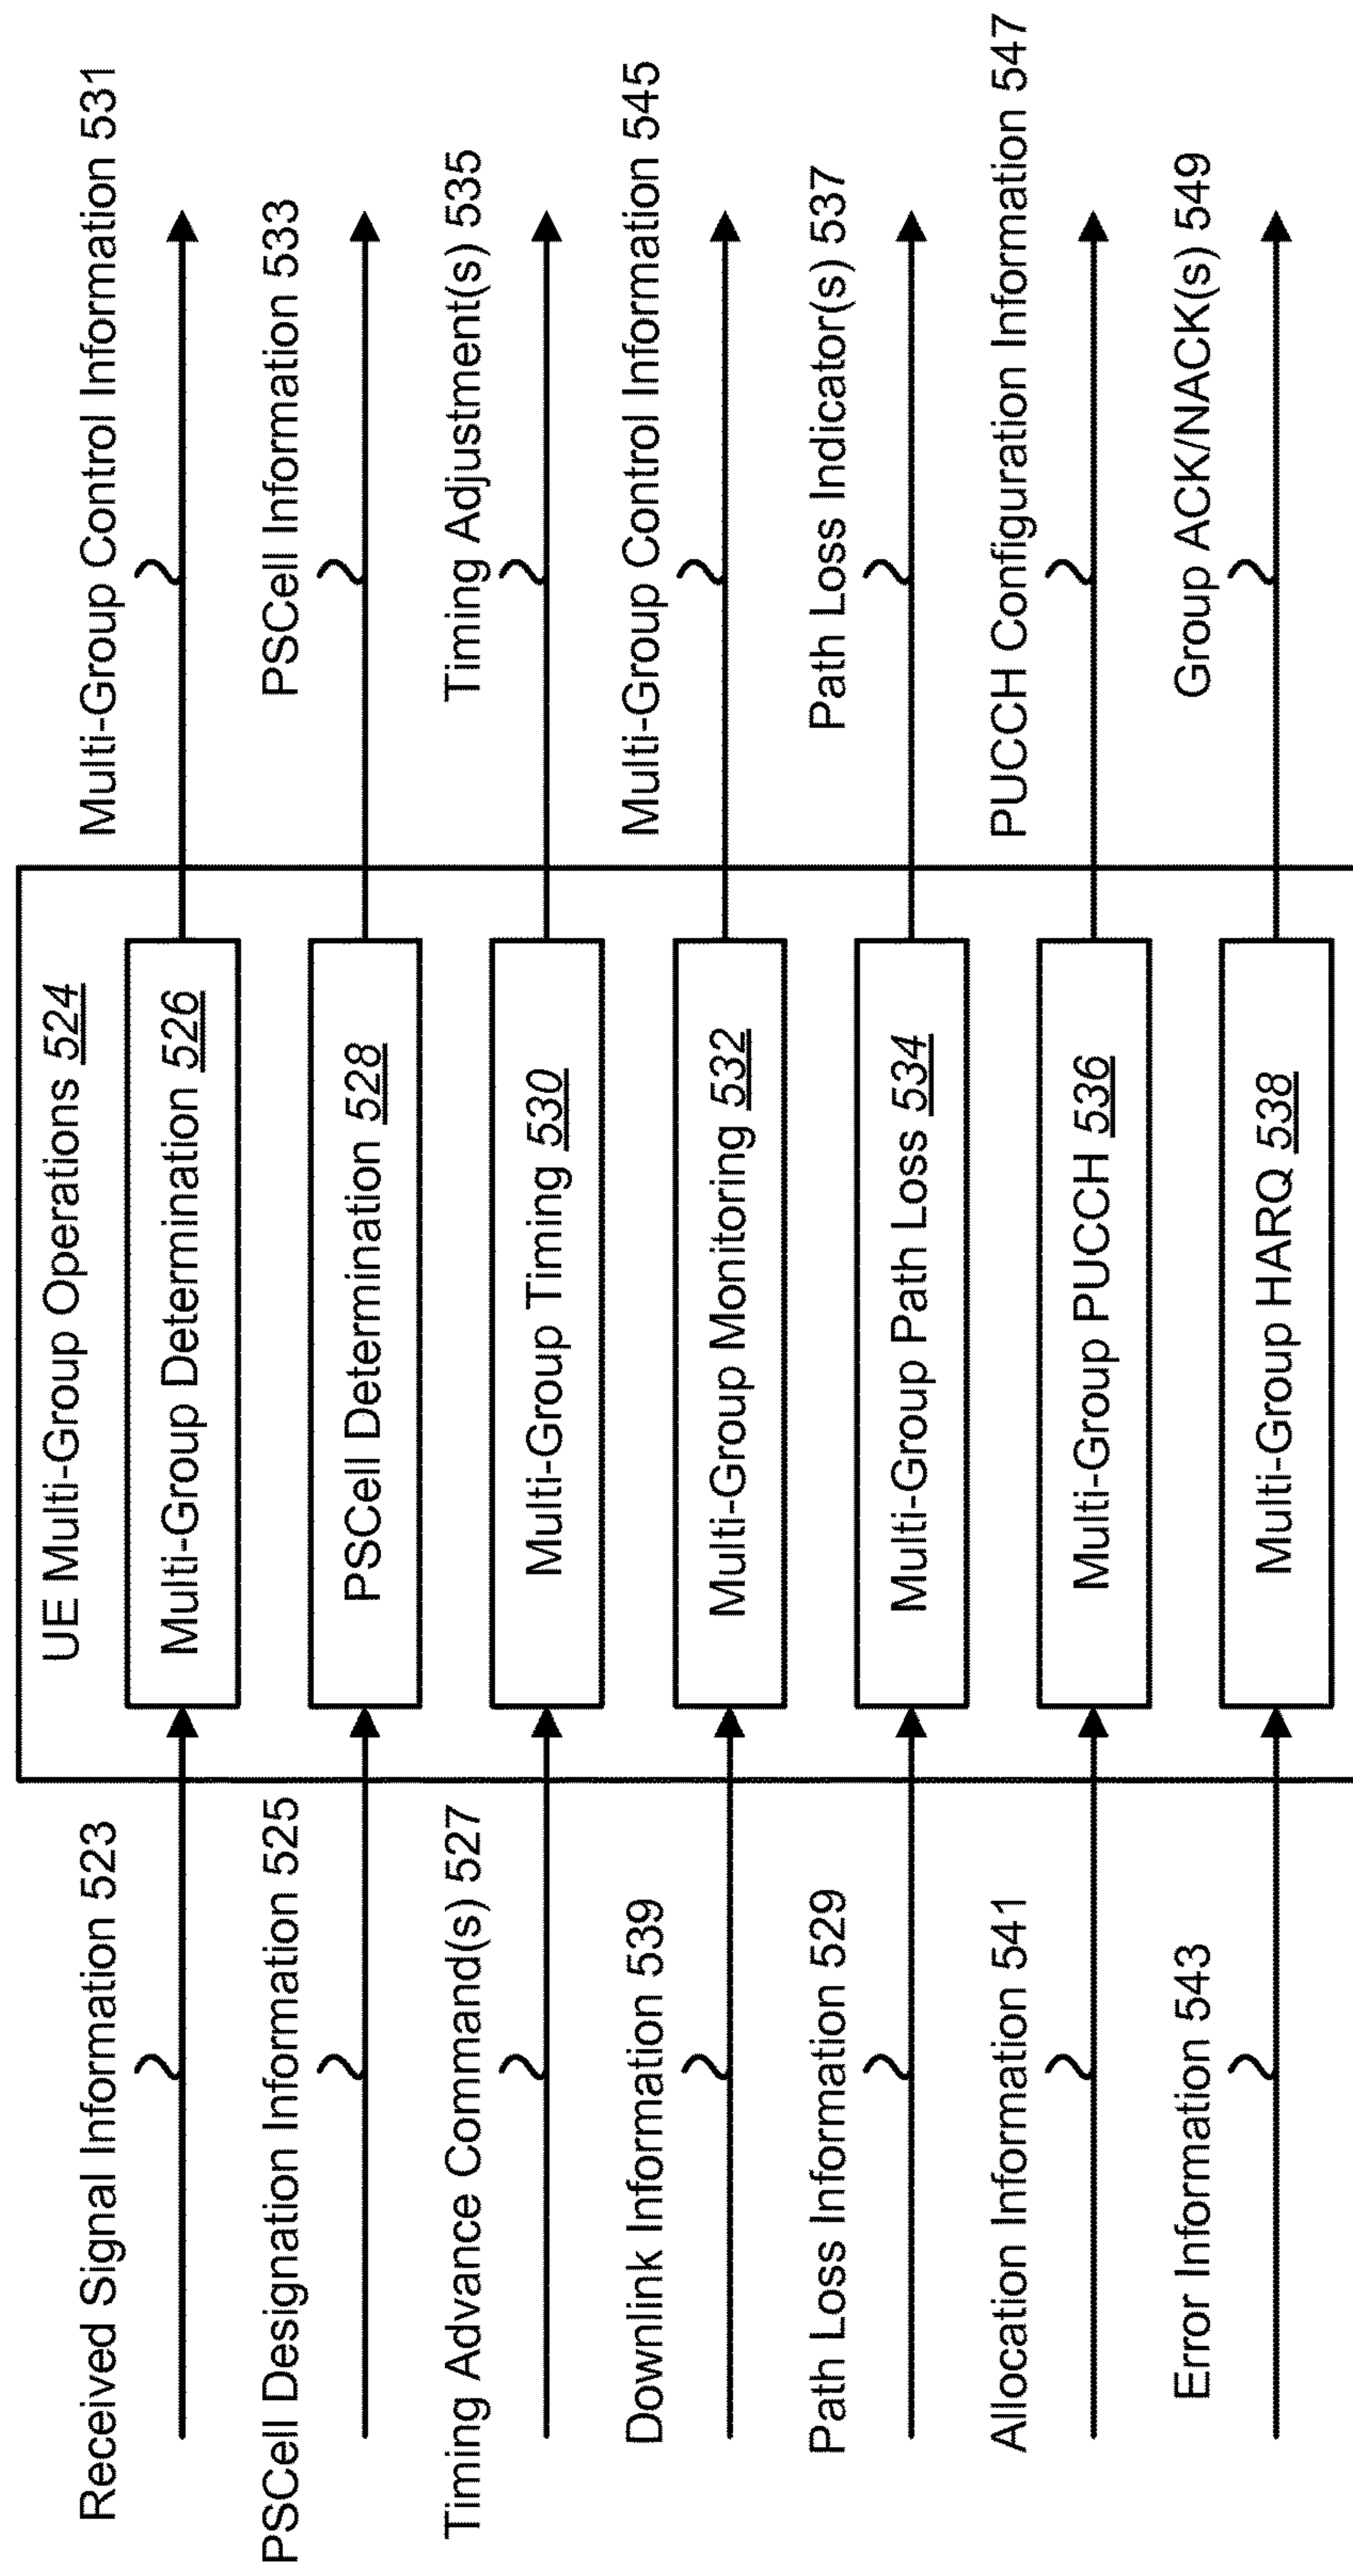 UE Multi-Group Operations 524
Received Signal Information 523
Multi-Group Determination 526
Multi-Group Control Information 531
PSCell Designation Information 525
PSCell Determination 528
PSCell Information 533
Timing Advance Command(s) 527
Multi-Group Timing 530
Timing Adjustment(s) 535
Downlink Information 539
Multi-Group Monitoring 532
Multi-Group Control Information 545
Path Loss Information 529
Multi-Group Path Loss 534
Path Loss Indicator(s) 537
Allocation Information 541
Multi-Group PUCCH 536
PUCCH Configuration Information 547
Error Information 543
Multi-Group HARQ 538
Group ACK/NACK(s) 549